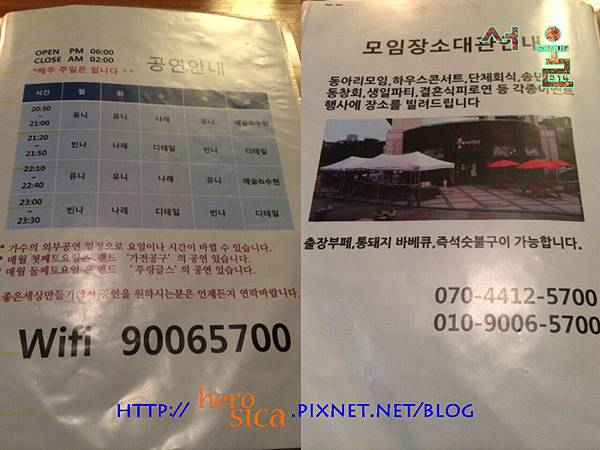 OPEN PM 06:00
CLOSE AM 02:00
*매주 주일은 쉽니다 ^^
공연안내
시간 월 화 수 목 금
20:30 ~ 21:00 유니 유니 나래 유니 예슬&수현
21:20 ~ 21:50 빈나 나래 디테일 빈나 디테일
22:10 ~ 22:40 유니 유니 나래 유니 예슬&수현
23:00 ~ 23:30 빈나 나래 디테일 빈나 디테일
* 가수의 외부공연 일정으로 요일이나 시간이 바뀔 수 있습니다.
* 매월 첫째토요일은 밴드 '가전공구' 의 공연 있습니다.
* 매월 둘째토요일은 밴드 '푸링글스' 의 공연 있습니다.
좋은세상만들기에서 공연을 원하시는분은 언제든지 연락바랍니다.
Wifi 90065700
모임장소대관안내
동아리모임,하우스콘서트,단체회식,송년
동창회,생일파티,결혼식피로연 등 각종이벤트
행사에 장소를 빌려드립니다
출장부페,통돼지 바베큐,즉석숯불구이가 가능합니다.
070-4412-5700
010-9006-5700
서울
HTTP:// hero sica .PIXNET.NET/BLOG